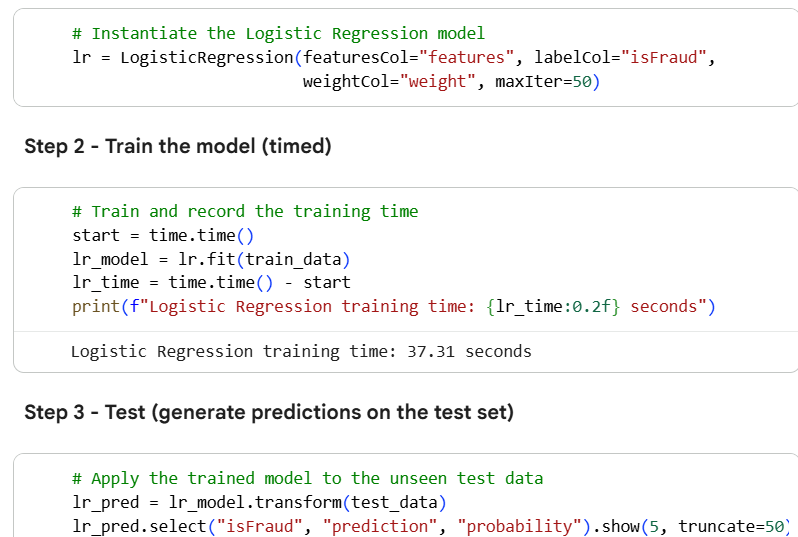 # Instantiate the Logistic Regression model
lr = LogisticRegression(featuresCol="features", labelCol="isFraud",
                        weightCol="weight", maxIter=50)
Step 2 - Train the model (timed)
# Train and record the training time
start = time.time()
lr_model = lr.fit(train_data)
lr_time = time.time() - start
print(f"Logistic Regression training time: {lr_time:0.2f} seconds")
Logistic Regression training time: 37.31 seconds
Step 3 - Test (generate predictions on the test set)
# Apply the trained model to the unseen test data
lr_pred = lr_model.transform(test_data)
lr_pred.select("isFraud", "prediction", "probability").show(5, truncate=50)